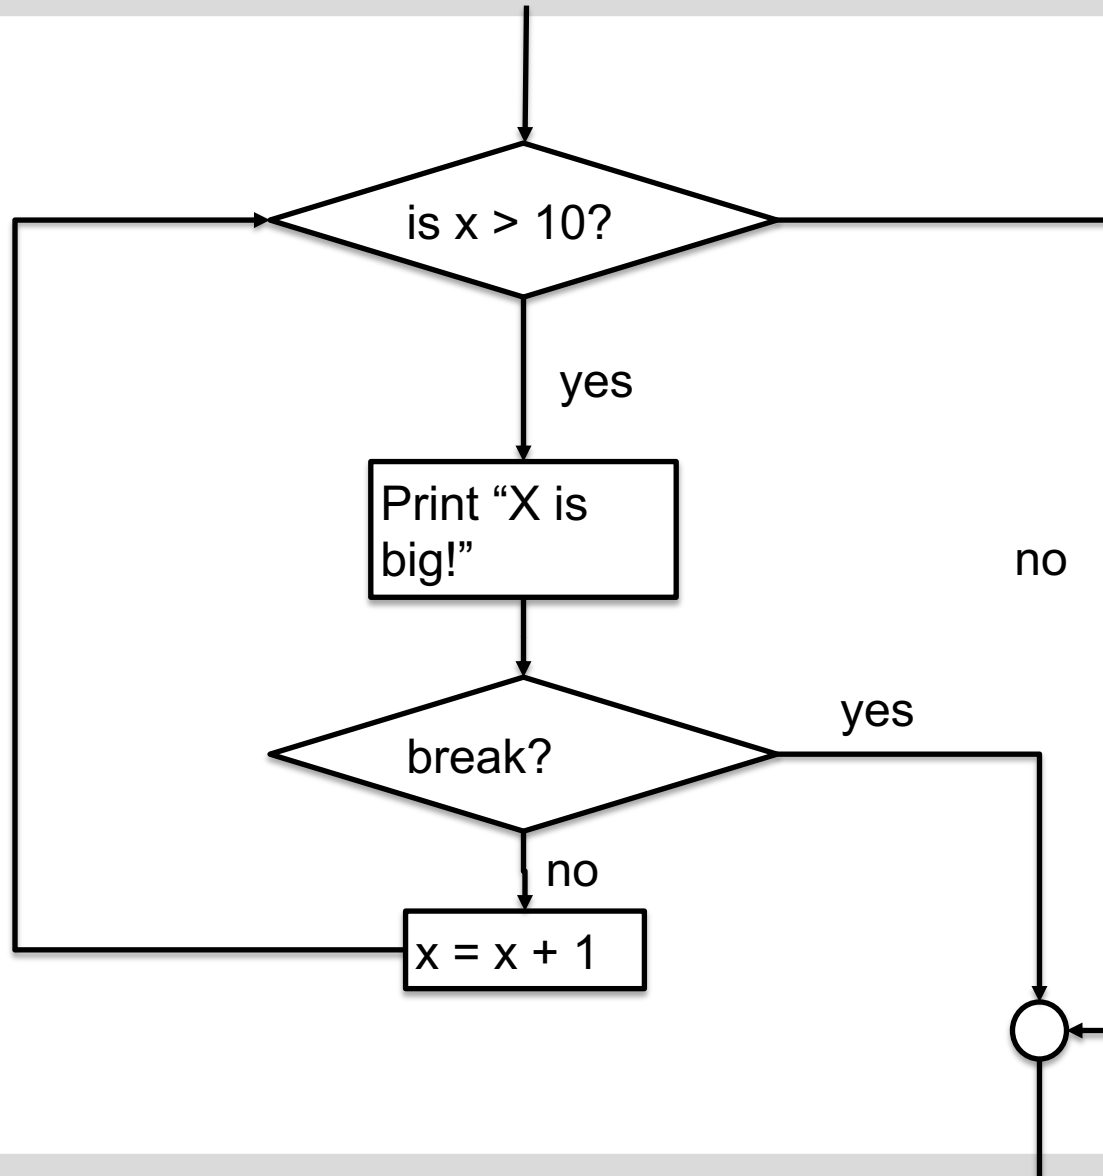 is x > 10?
yes
Print “X is
big!”
no
yes
break?
no
x = x + 1